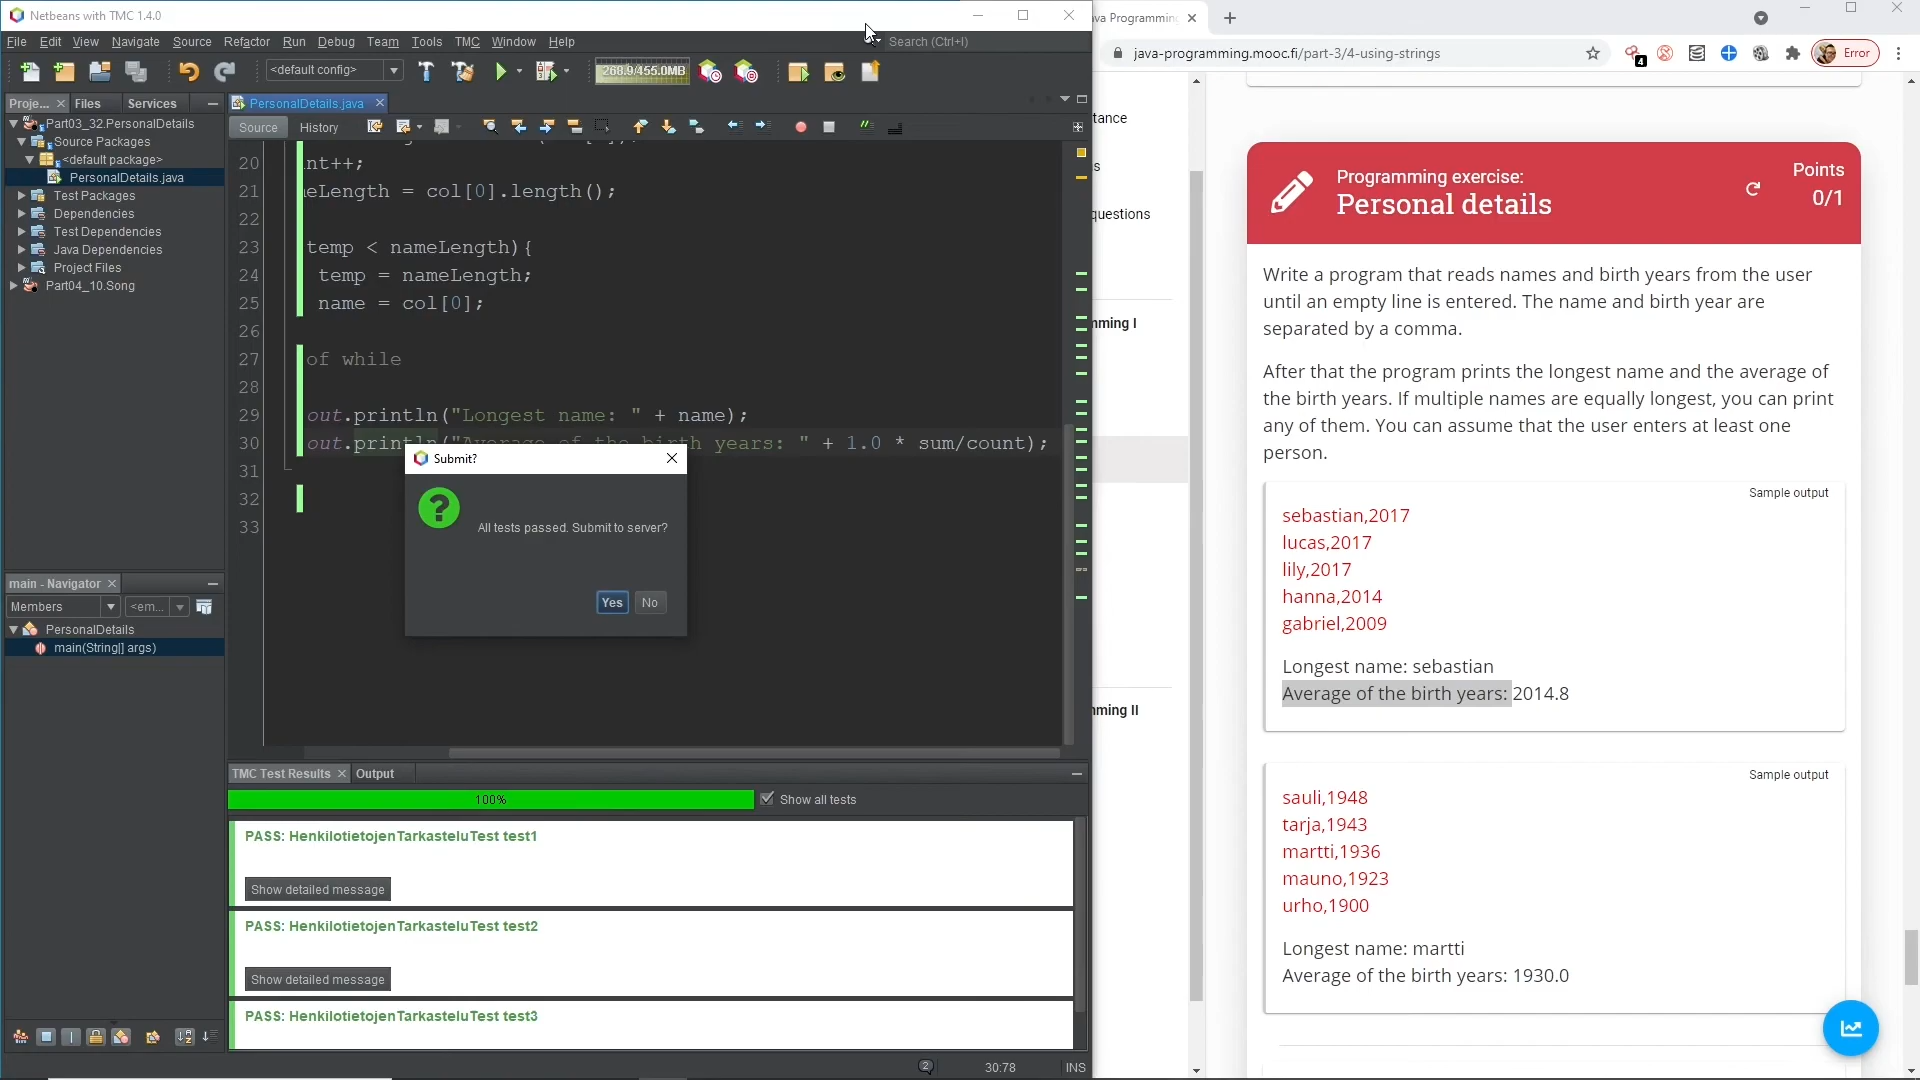 Netbeans with TMC 1.4.0
File Edit View Navigate Source Refactor Run Debug Team Tools TMC Window Help
Search (Ctrl+I)
<default config>
268.9/455.0MB
Proje... Files Services
Part03_32.PersonalDetails
Source Packages
<default package>
PersonalDetails.java
Test Packages
Dependencies
Test Dependencies
Java Dependencies
Project Files
Part04_10.Song
main - Navigator
Members
<em...
PersonalDetails
main(String[] args)
PersonalDetails.java
Source History
20 nt++;
21 eLength = col[0].length();
22
23 temp < nameLength){
24 temp = nameLength;
25 name = col[0];
26
27 of while
28
29 out.println("Longest name: " + name);
30 out.println("Average of the birth years: " + 1.0 * sum/count);
31
32
33
Submit?
All tests passed. Submit to server?
Yes No
TMC Test Results Output
100%
Show all tests
PASS: HenkilotietojenTarkasteluTest test1
Show detailed message
PASS: HenkilotietojenTarkasteluTest test2
Show detailed message
PASS: HenkilotietojenTarkasteluTest test3
2
30:78
INS
va Programming
java-programming.mooc.fi/part-3/4-using-strings
4
Error
tance
s
questions
mming I
mming II
Programming exercise:
Personal details
Points
0/1
Write a program that reads names and birth years from the user
until an empty line is entered. The name and birth year are
separated by a comma.
After that the program prints the longest name and the average of
the birth years. If multiple names are equally longest, you can print
any of them. You can assume that the user enters at least one
person.
Sample output
sebastian,2017
lucas,2017
lily,2017
hanna,2014
gabriel,2009
Longest name: sebastian
Average of the birth years: 2014.8
Sample output
sauli,1948
tarja,1943
martti,1936
mauno,1923
urho,1900
Longest name: martti
Average of the birth years: 1930.0